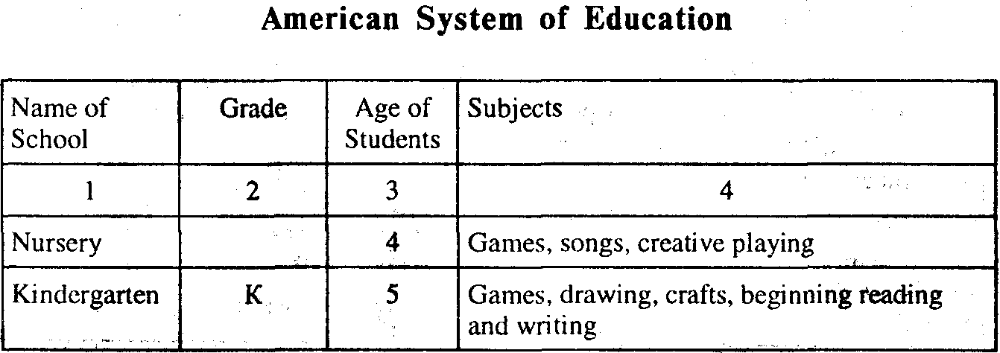 American System of Education
Name of School Grade Age of Students Subjects
1 2 3 4
Nursery 4 Games, songs, creative playing
Kindergarten K 5 Games, drawing, crafts, beginning reading
and writing